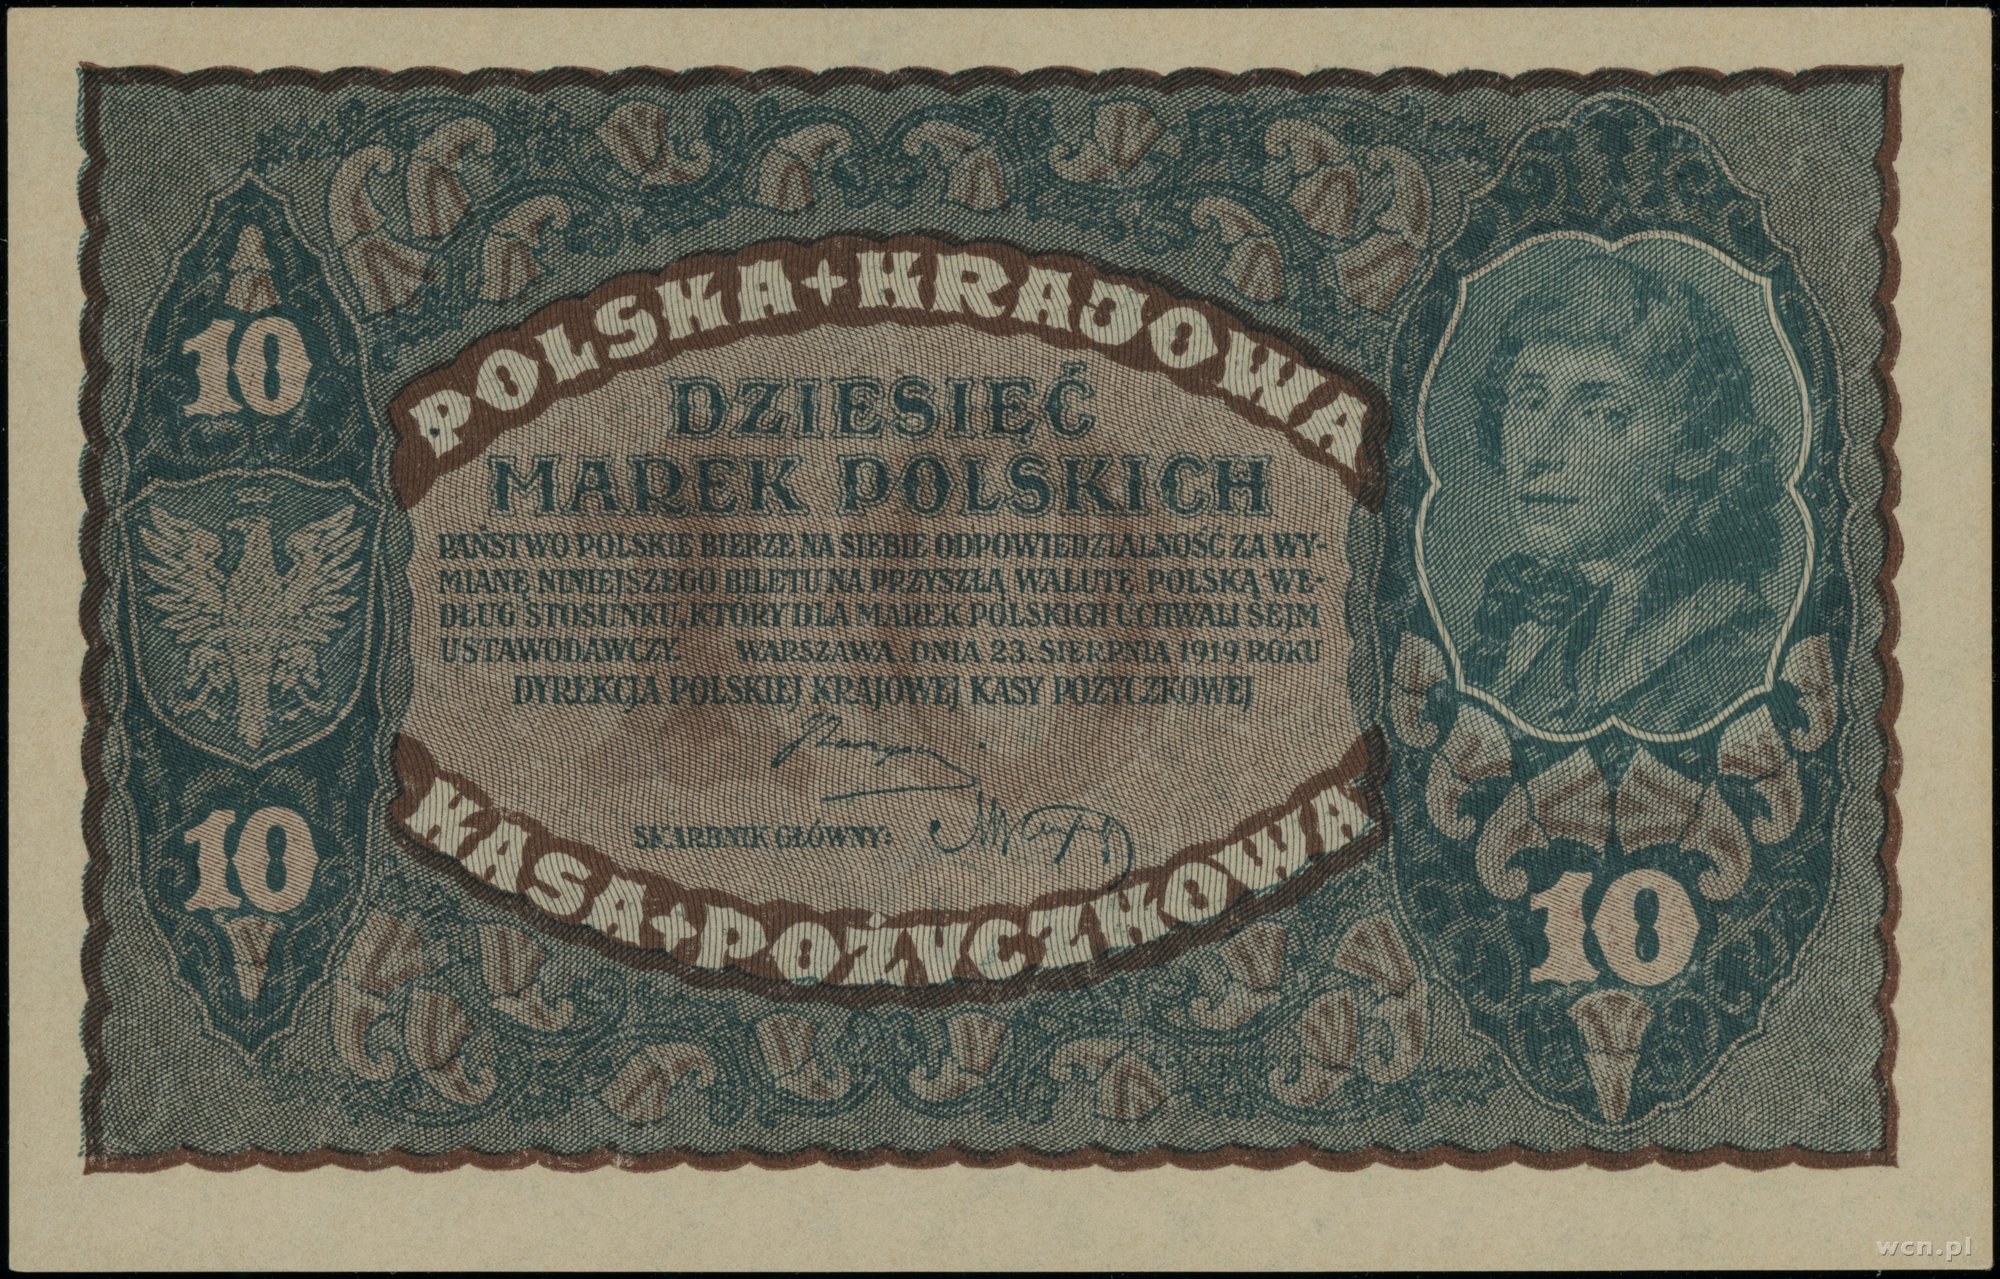 POLSKA + KRAJOWA
10
DZIESIĘĆ
MAREK POLSKICH
PAŃSTWO POLSKIE BIERZE NA SIEBIE ODPOWIEDZIALNOŚĆ ZA WY-
MIANĘ NINIEJSZEGO BILETU NA PRZYSZŁĄ WALUTĘ POLSKĄ WE-
DŁUG STOSUNKU, KTÓRY DLA MAREK POLSKICH UCHWALI SEJM
USTAWODAWCZY. WARSZAWA, DNIA 23. SIERPNIA 1919 ROKU
DYREKCJA POLSKIEJ KRAJOWEJ KASY POŻYCZKOWEJ
SKARBNIK GŁÓWNY:
10
10
KASA + POŻYCZKOWA
wcn.pl